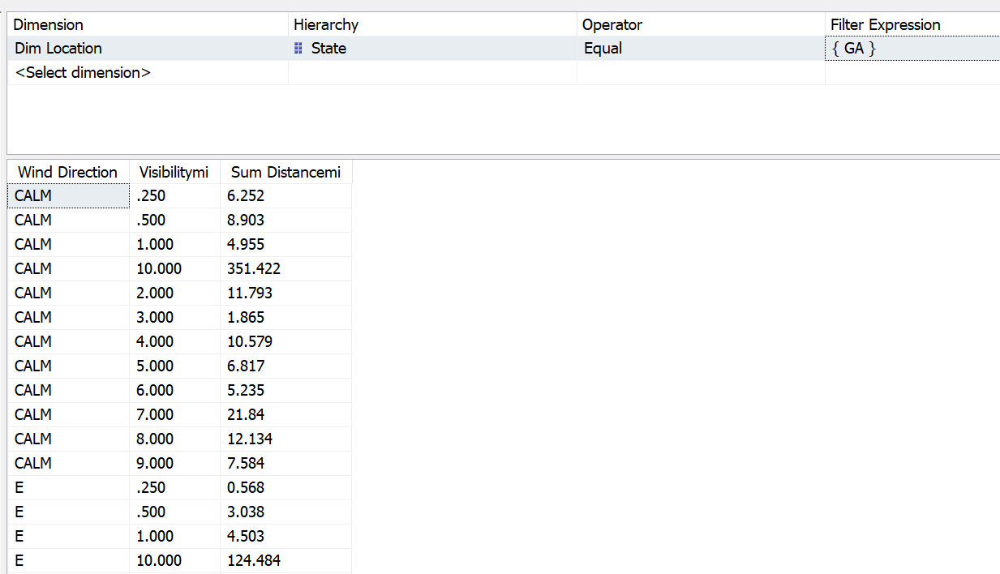 Dimension Hierarchy Operator Filter Expression
Dim Location State Equal { GA }
<Select dimension>
Wind Direction Visibilitymi Sum Distancemi
CALM .250 6.252
CALM .500 8.903
CALM 1.000 4.955
CALM 10.000 351.422
CALM 2.000 11.793
CALM 3.000 1.865
CALM 4.000 10.579
CALM 5.000 6.817
CALM 6.000 5.235
CALM 7.000 21.84
CALM 8.000 12.134
CALM 9.000 7.584
E .250 0.568
E .500 3.038
E 1.000 4.503
E 10.000 124.484